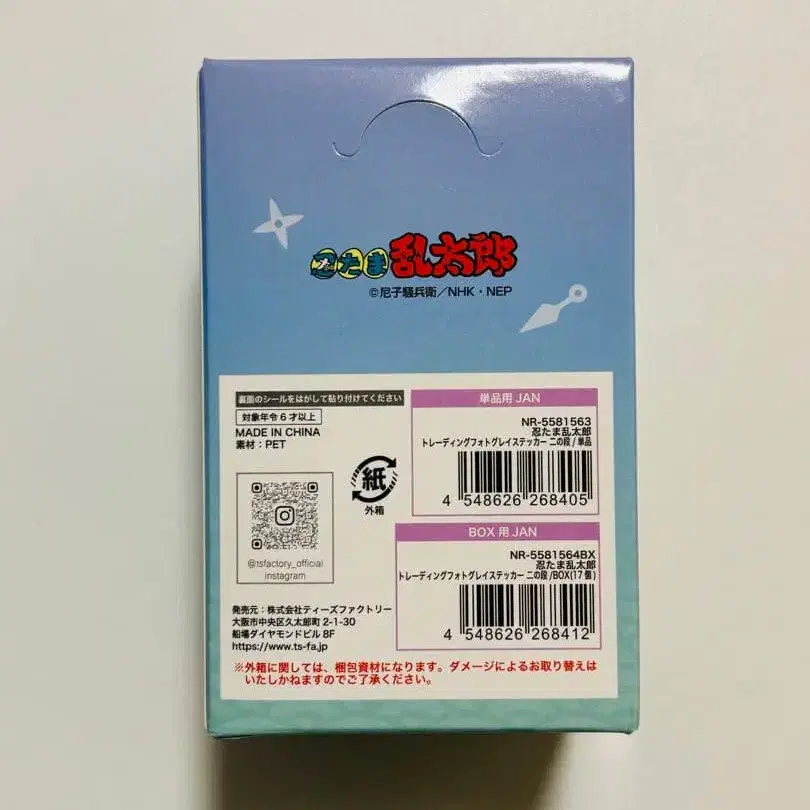 忍たま乱太郎
©尼子騒兵衛／NHK・NEP
裏面のシールをはがして貼り付けてください
対象年令6才以上
MADE IN CHINA
素材：PET
紙
外箱
@tsfactory_official
instagram
発売元：株式会社ティーズファクトリー
大阪市中央区久太郎町 2-1-30
船場ダイヤモンドビル 8F
https://www.ts-fa.jp
単品用 JAN
NR-5581563
忍たま乱太郎
トレーディングフォトグレイステッカー 二の段 / 単品
4 548626 268405
BOX 用 JAN
NR-5581564BX
忍たま乱太郎
トレーディングフォトグレイステッカー 二の段 /BOX(17個)
4 548626 268412
※外箱に関しては、梱包資材になります。ダメージによるお取り替えは
いたしかねますのでご了承ください。